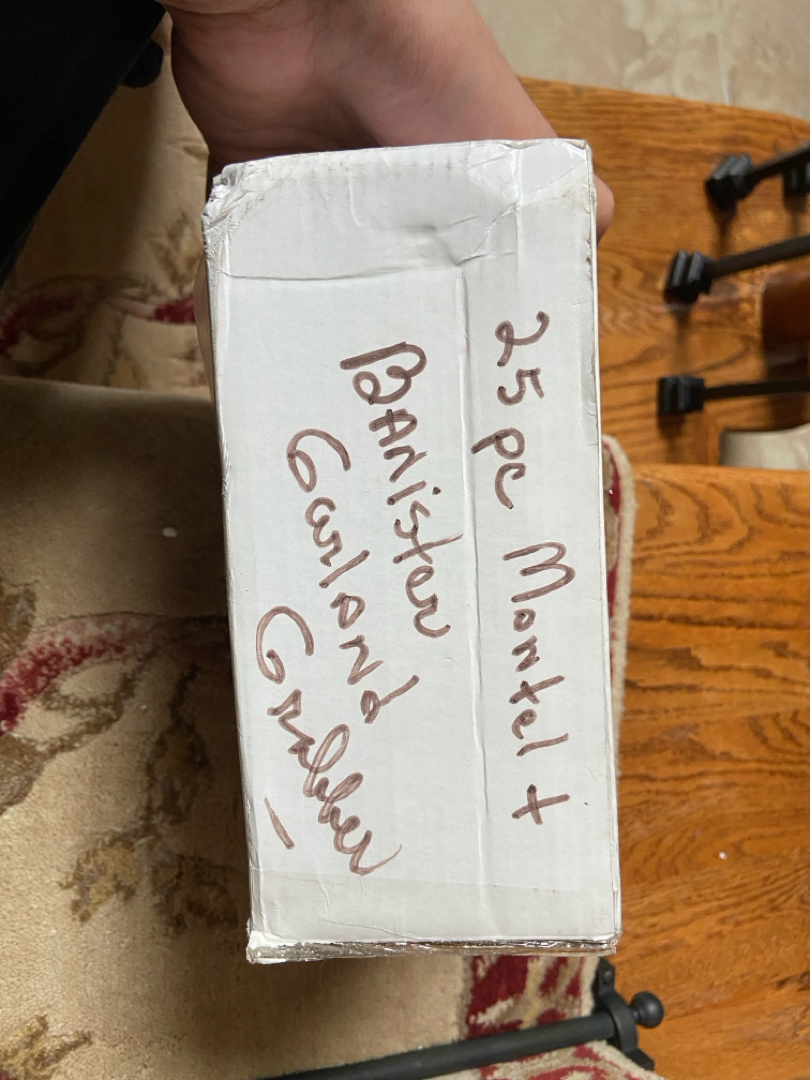 25 pc Mantel +
BANister
Garland
Grabber